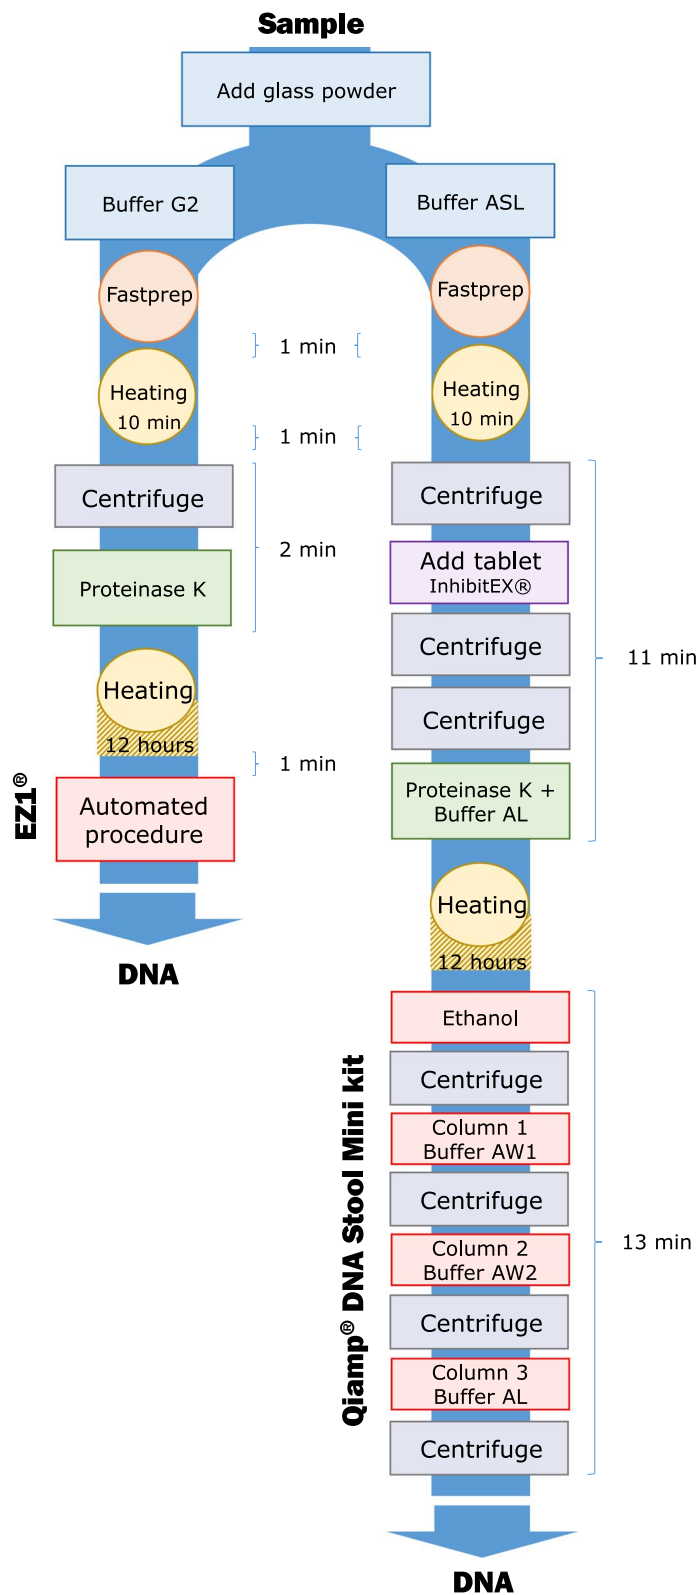 Sample
Add glass powder
Buffer G2
Buffer ASL
Fastprep
Fastprep
1 min
Heating
10 min
Heating
10 min
1 min
Centrifuge
2 min
Proteinase K
Heating
12 hours
1 min
EZ1®
Automated
procedure
DNA
Centrifuge
Add tablet
InhibitEX®
Centrifuge
Centrifuge
11 min
Proteinase K +
Buffer AL
Heating
12 hours
Qiamp® DNA Stool Mini kit
Ethanol
Centrifuge
Column 1
Buffer AW1
Centrifuge
Column 2
Buffer AW2
13 min
Centrifuge
Column 3
Buffer AL
Centrifuge
DNA